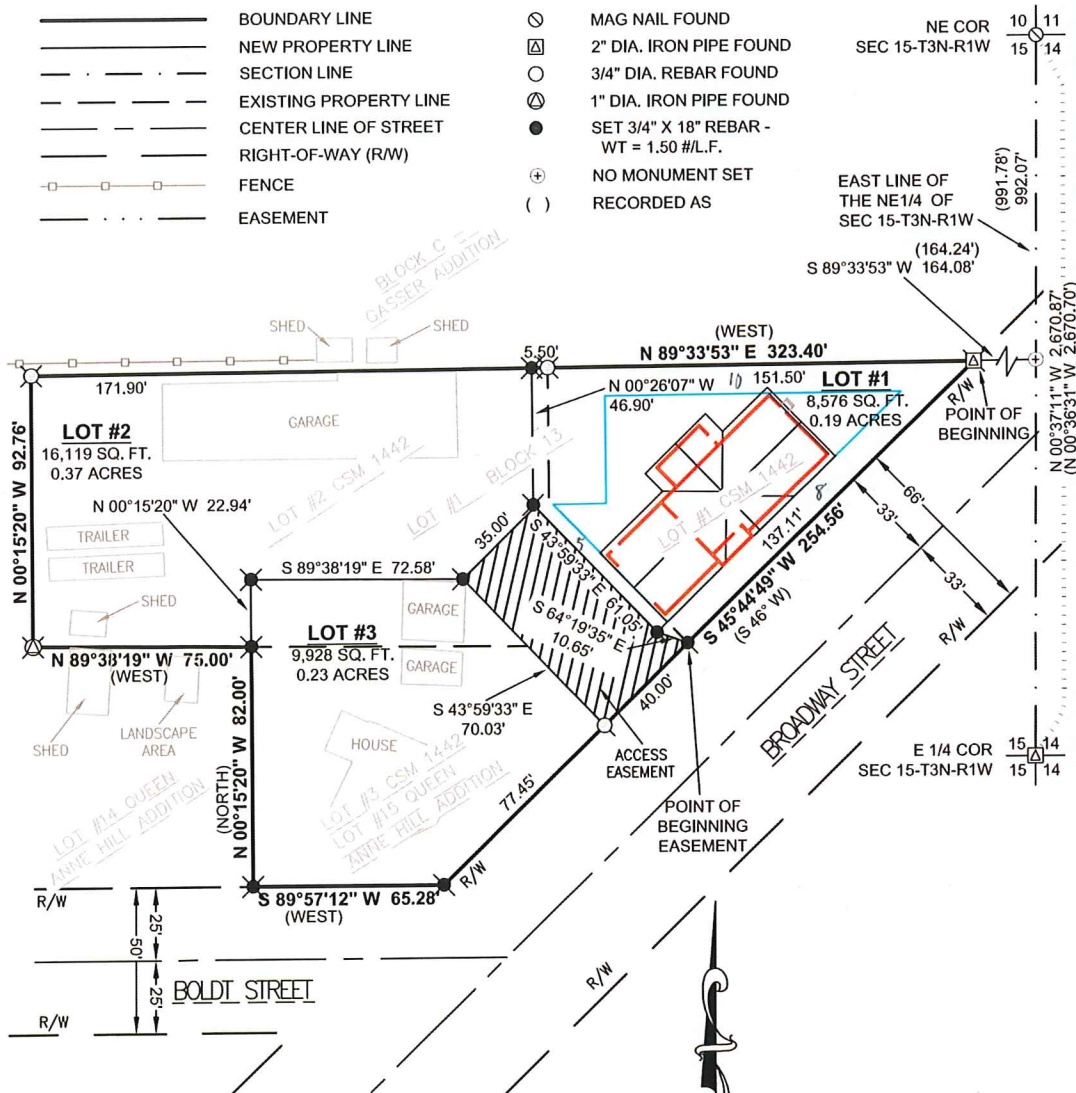 BOUNDARY LINE
NEW PROPERTY LINE
SECTION LINE
EXISTING PROPERTY LINE
CENTER LINE OF STREET
RIGHT-OF-WAY (R/W)
FENCE
EASEMENT
MAG NAIL FOUND
2" DIA. IRON PIPE FOUND
3/4" DIA. REBAR FOUND
1" DIA. IRON PIPE FOUND
SET 3/4" X 18" REBAR -
WT = 1.50 #/L.F.
NO MONUMENT SET
( ) RECORDED AS
NE COR
SEC 15-T3N-R1W
10 11
15 14
(991.78')
992.07'
EAST LINE OF
THE NE1/4 OF
SEC 15-T3N-R1W
(164.24')
S 89°33'53" W 164.08'
N 00°37'11" W 2,670.87'
(N 00°36'31" W 2,670.70')
BLOCK C
GASSER ADDITION
SHED
SHED
5.50'
(WEST)
N 89°33'53" E 323.40'
171.90'
GARAGE
N 00°26'07" W
46.90'
10
151.50'
LOT #1
8,576 SQ. FT.
0.19 ACRES
R/W
POINT OF
BEGINNING
LOT #2
16,119 SQ. FT.
0.37 ACRES
N 00°15'20" W 92.76'
LOT #2 CSM 1442
LOT #1 BLOCK 13
LOT #1 CSM 1442
5
8
137.11'
S 45°44'49" W 254.56'
(S 46° W)
66'
33'
33'
R/W
N 00°15'20" W 22.94'
TRAILER
TRAILER
SHED
35.00'
S 43°59'33" E 61.05'
S 64°19'35" E
10.65'
S 89°38'19" E 72.58'
GARAGE
LOT #3
9,928 SQ. FT.
0.23 ACRES
GARAGE
N 89°38'19" W 75.00'
(WEST)
SHED
LANDSCAPE
AREA
S 43°59'33" E
70.03'
40.00'
ACCESS
EASEMENT
BROADWAY STREET
E 1/4 COR
SEC 15-T3N-R1W
15 14
15 14
HOUSE
(NORTH)
N 00°15'20" W 82.00'
LOT #14 QUEEN
ANNE HILL ADDITION
LOT #3 CSM 1442
LOT #15 QUEEN
ANNE HILL ADDITION
77.45'
POINT OF
BEGINNING
EASEMENT
R/W
S 89°57'12" W 65.28'
(WEST)
R/W
25'
50'
25'
BOLDT STREET
R/W
R/W